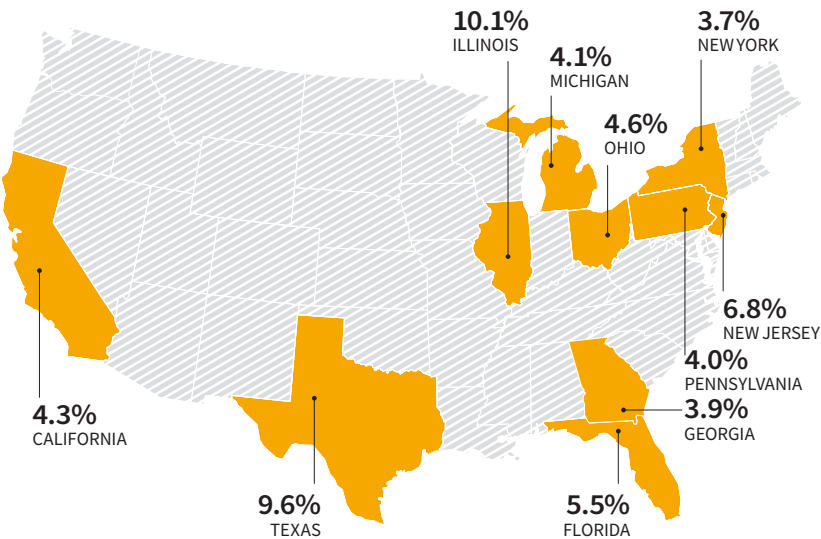 10.1%
ILLINOIS
3.7%
NEW YORK
4.1%
MICHIGAN
4.6%
OHIO
6.8%
NEW JERSEY
4.0%
PENNSYLVANIA
3.9%
GEORGIA
4.3%
CALIFORNIA
9.6%
TEXAS
5.5%
FLORIDA